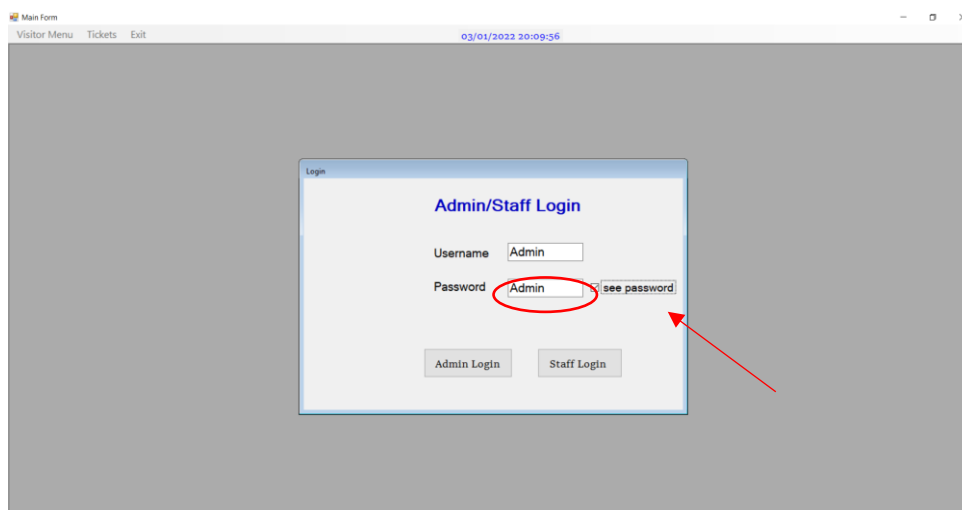 Main Form
Visitor Menu Tickets Exit 03/01/2022 20:09:56
Login
Admin/Staff Login
Username Admin
Password Admin see password
Admin Login Staff Login